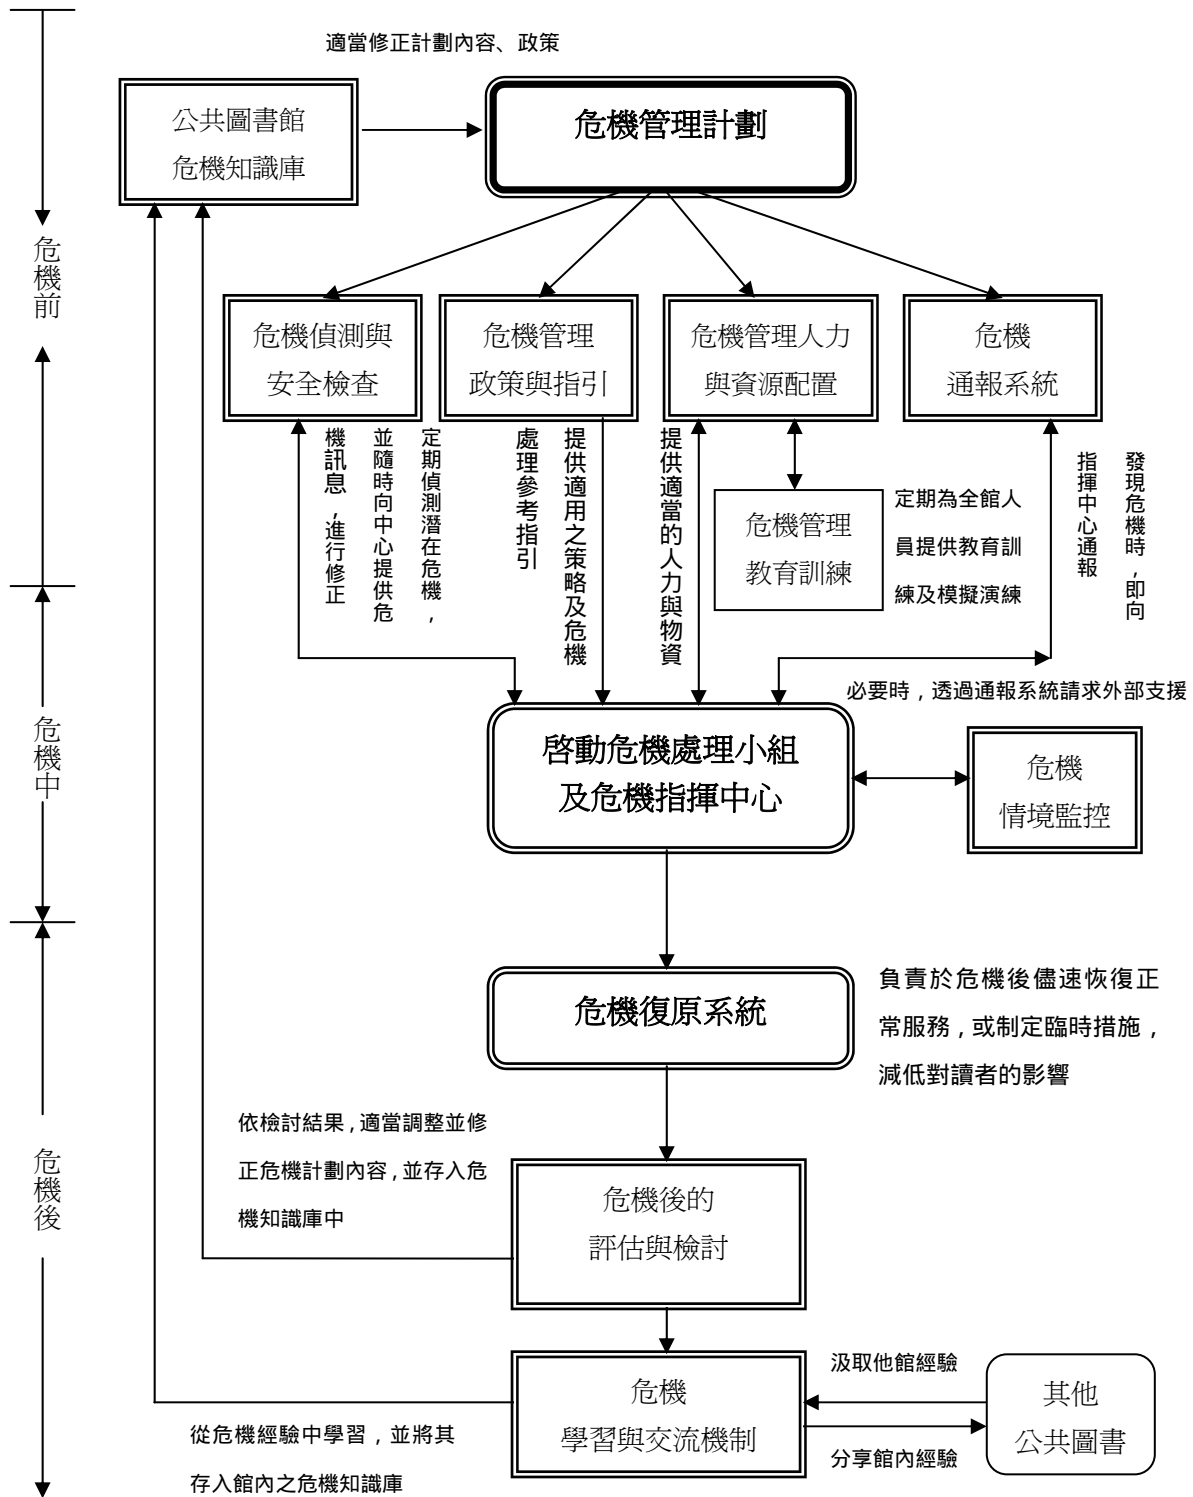 適當修正計劃內容、政策
公共圖書館
危機知識庫
危機管理計劃
危機前
危機偵測與
安全檢查
危機管理
政策與指引
危機管理人力
與資源配置
危機
通報系統
定期偵測潛在危機，
並隨時向中心提供危
機訊息，進行修正
提供適用之策略及危機
處理參考指引
提供適當的人力與物資
危機管理
教育訓練
定期為全館人
員提供教育訓
練及模擬演練
發現危機時，即向
指揮中心通報
必要時，透過通報系統請求外部支援
危機中
啓動危機處理小組
及危機指揮中心
危機
情境監控
危機復原系統
負責於危機後儘速恢復正
常服務，或制定臨時措施，
減低對讀者的影響
危機後
依檢討結果，適當調整並修
正危機計劃內容，並存入危
機知識庫中
危機後的
評估與檢討
危機
學習與交流機制
汲取他館經驗
分享館內經驗
其他
公共圖書
從危機經驗中學習，並將其
存入館內之危機知識庫